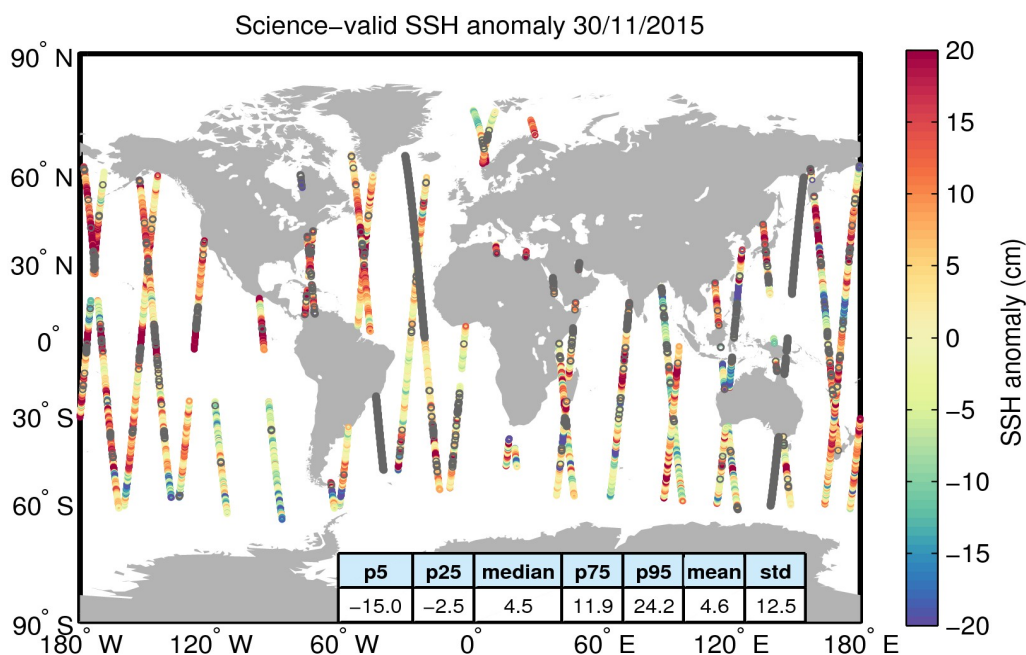 Science−valid SSH anomaly 30/11/2015
90° N
60° N
30° N
0°
30° S
60° S
90° S
180° W 120° W 60° W 0° 60° E 120° E 180° E
p5 p25 median p75 p95 mean std
−15.0 −2.5 4.5 11.9 24.2 4.6 12.5
20
15
10
5
0
−5
−10
−15
−20
SSH anomaly (cm)